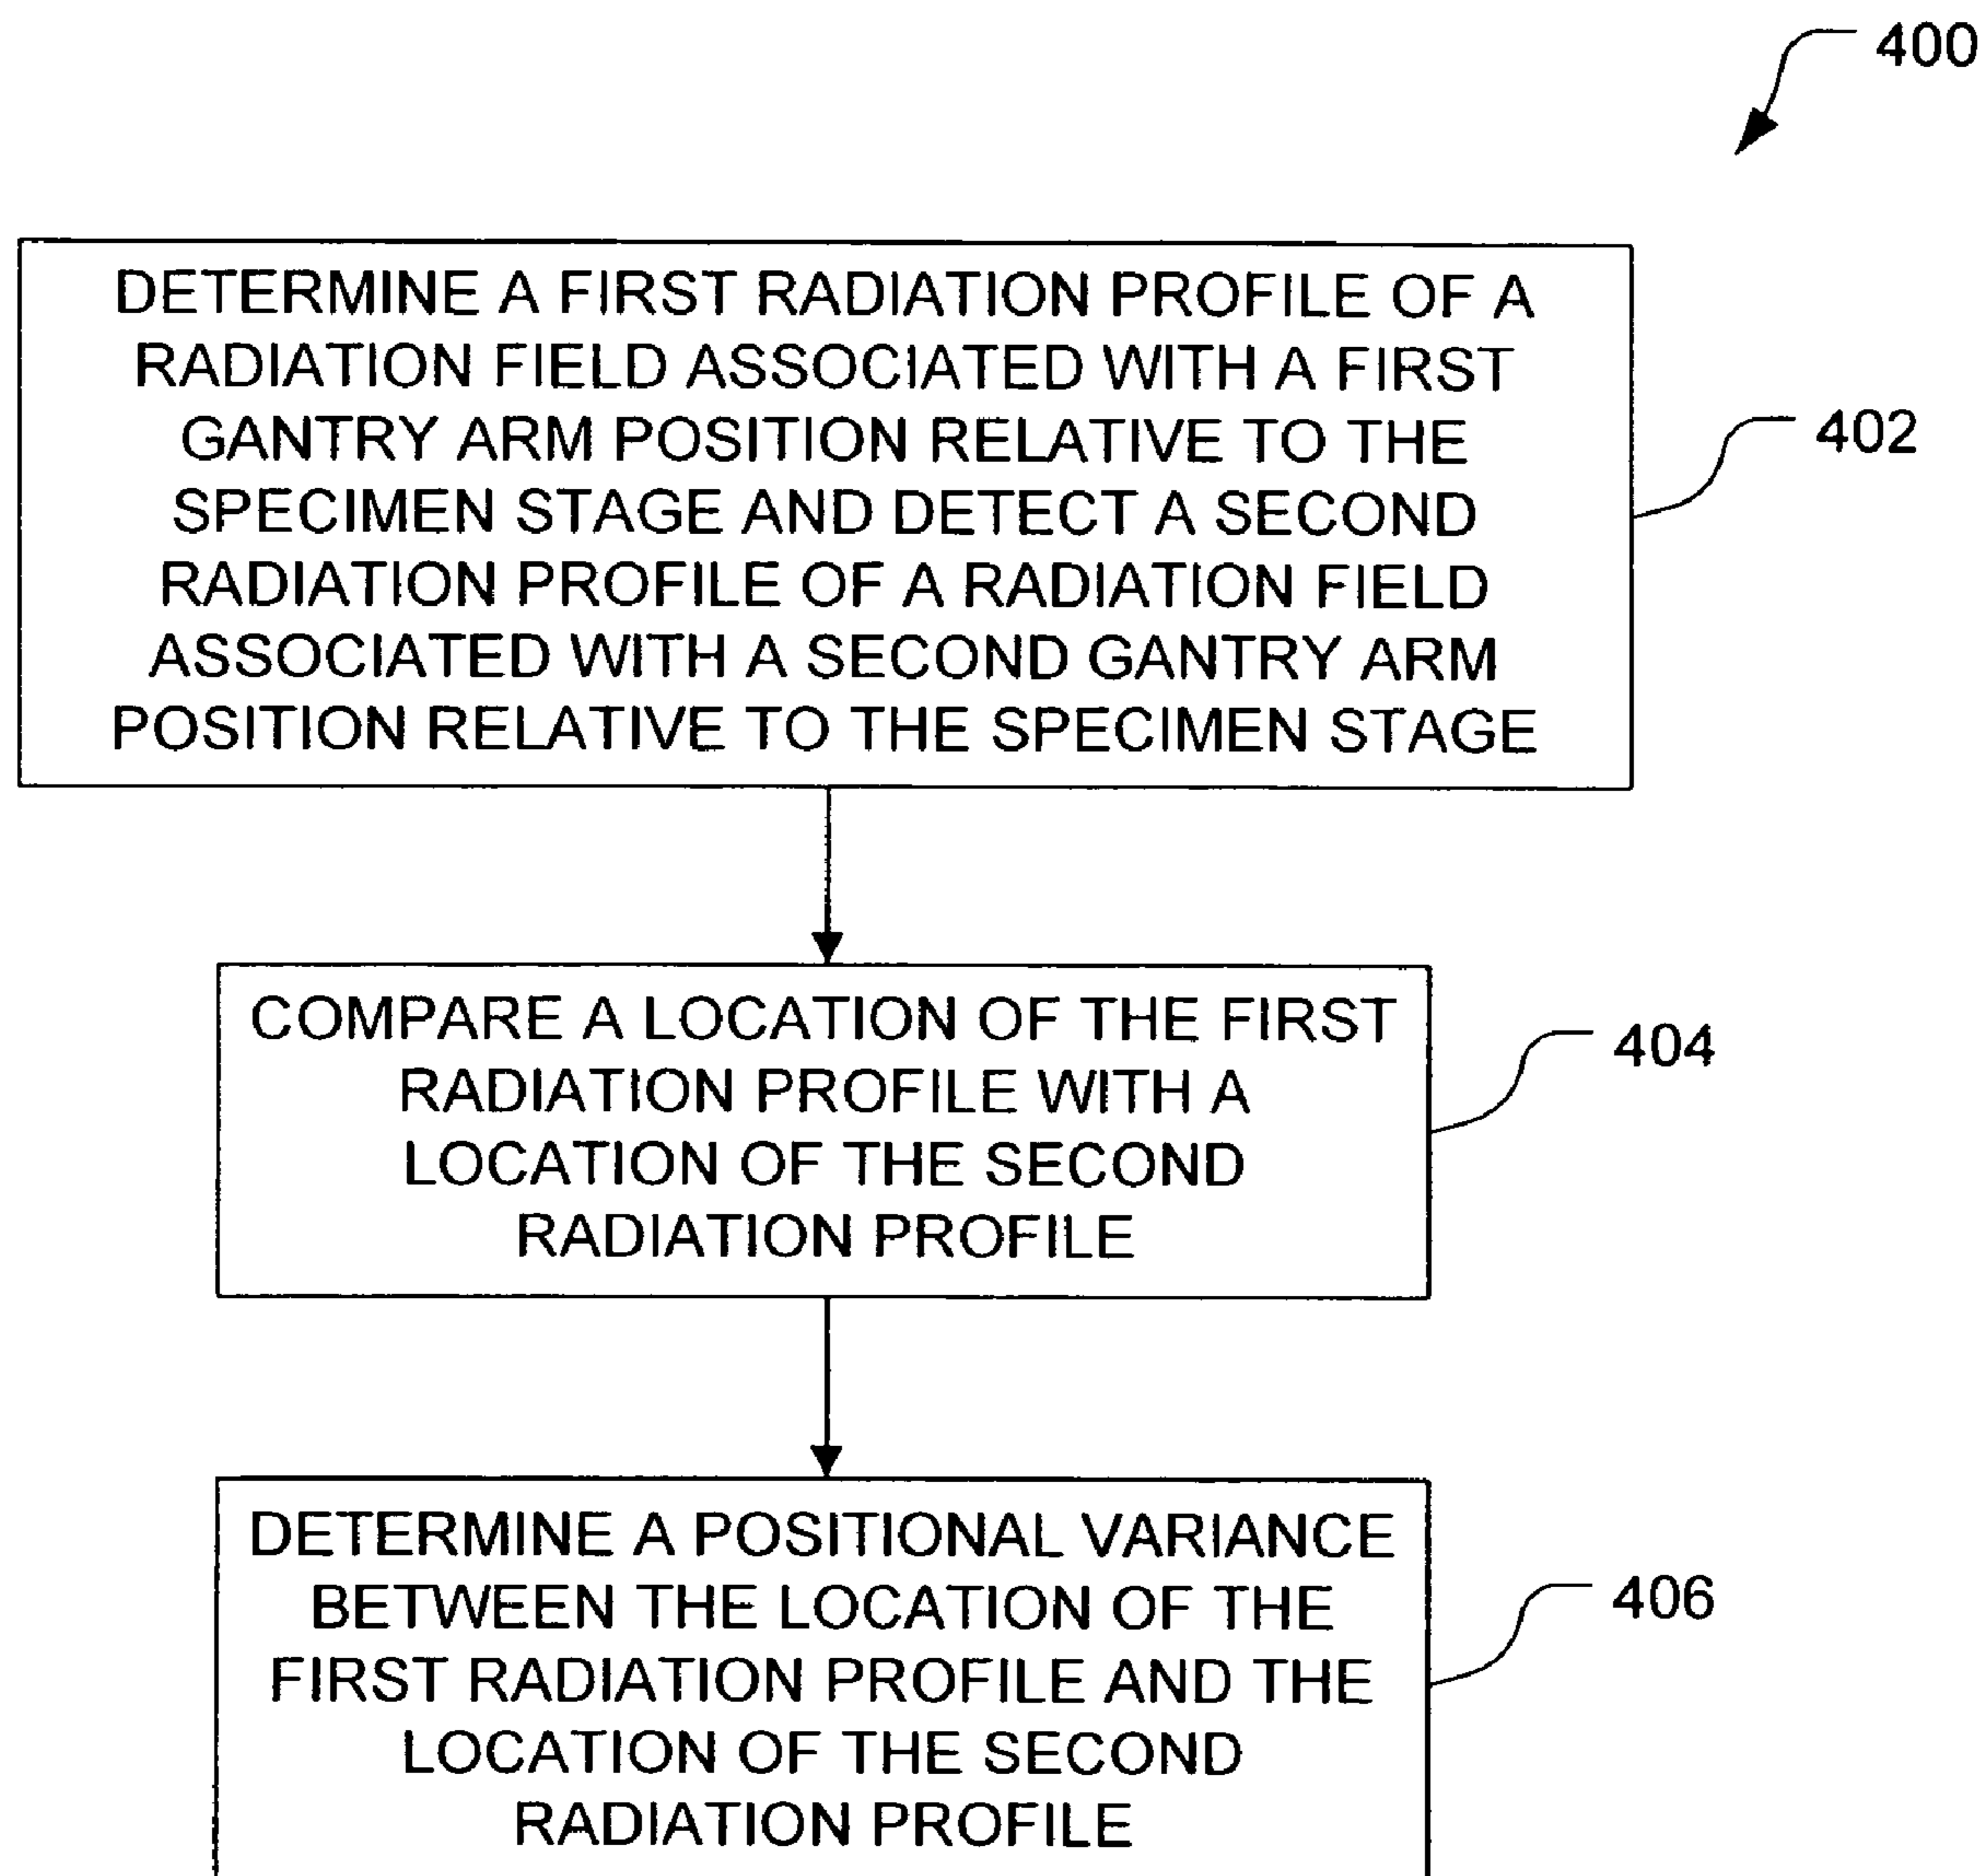 400
DETERMINE A FIRST RADIATION PROFILE OF A
RADIATION FIELD ASSOCIATED WITH A FIRST
GANTRY ARM POSITION RELATIVE TO THE
SPECIMEN STAGE AND DETECT A SECOND
RADIATION PROFILE OF A RADIATION FIELD
ASSOCIATED WITH A SECOND GANTRY ARM
POSITION RELATIVE TO THE SPECIMEN STAGE
402
COMPARE A LOCATION OF THE FIRST
RADIATION PROFILE WITH A
LOCATION OF THE SECOND
RADIATION PROFILE
404
DETERMINE A POSITIONAL VARIANCE
BETWEEN THE LOCATION OF THE
FIRST RADIATION PROFILE AND THE
LOCATION OF THE SECOND
RADIATION PROFILE
406